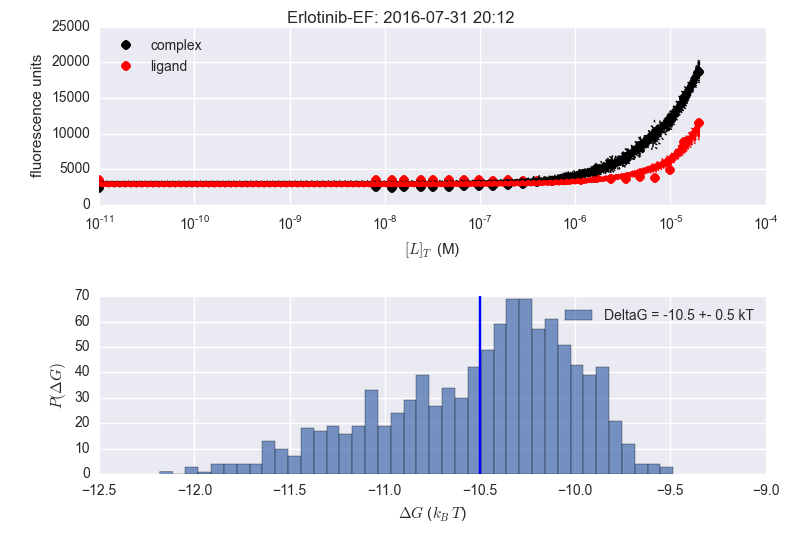 Erlotinib-EF: 2016-07-31 20:12
25000
20000
15000
10000
5000
0
fluorescence units
complex
ligand
10^-11 10^-10 10^-9 10^-8 10^-7 10^-6 10^-5 10^-4
[L]_T (M)
70
60
50
40
30
20
10
0
P(ΔG)
DeltaG = -10.5 +- 0.5 kT
−12.5 −12.0 −11.5 −11.0 −10.5 −10.0 −9.5 −9.0
ΔG (k_B T)